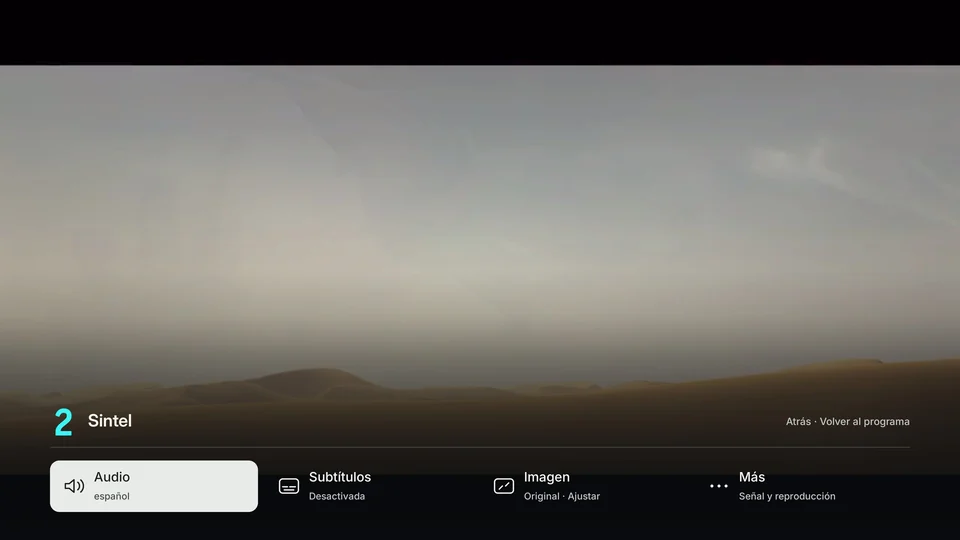 2 Sintel
Atrás · Volver al programa
Audio
español
Subtítulos
Desactivada
Imagen
Original · Ajustar
Más
Señal y reproducción